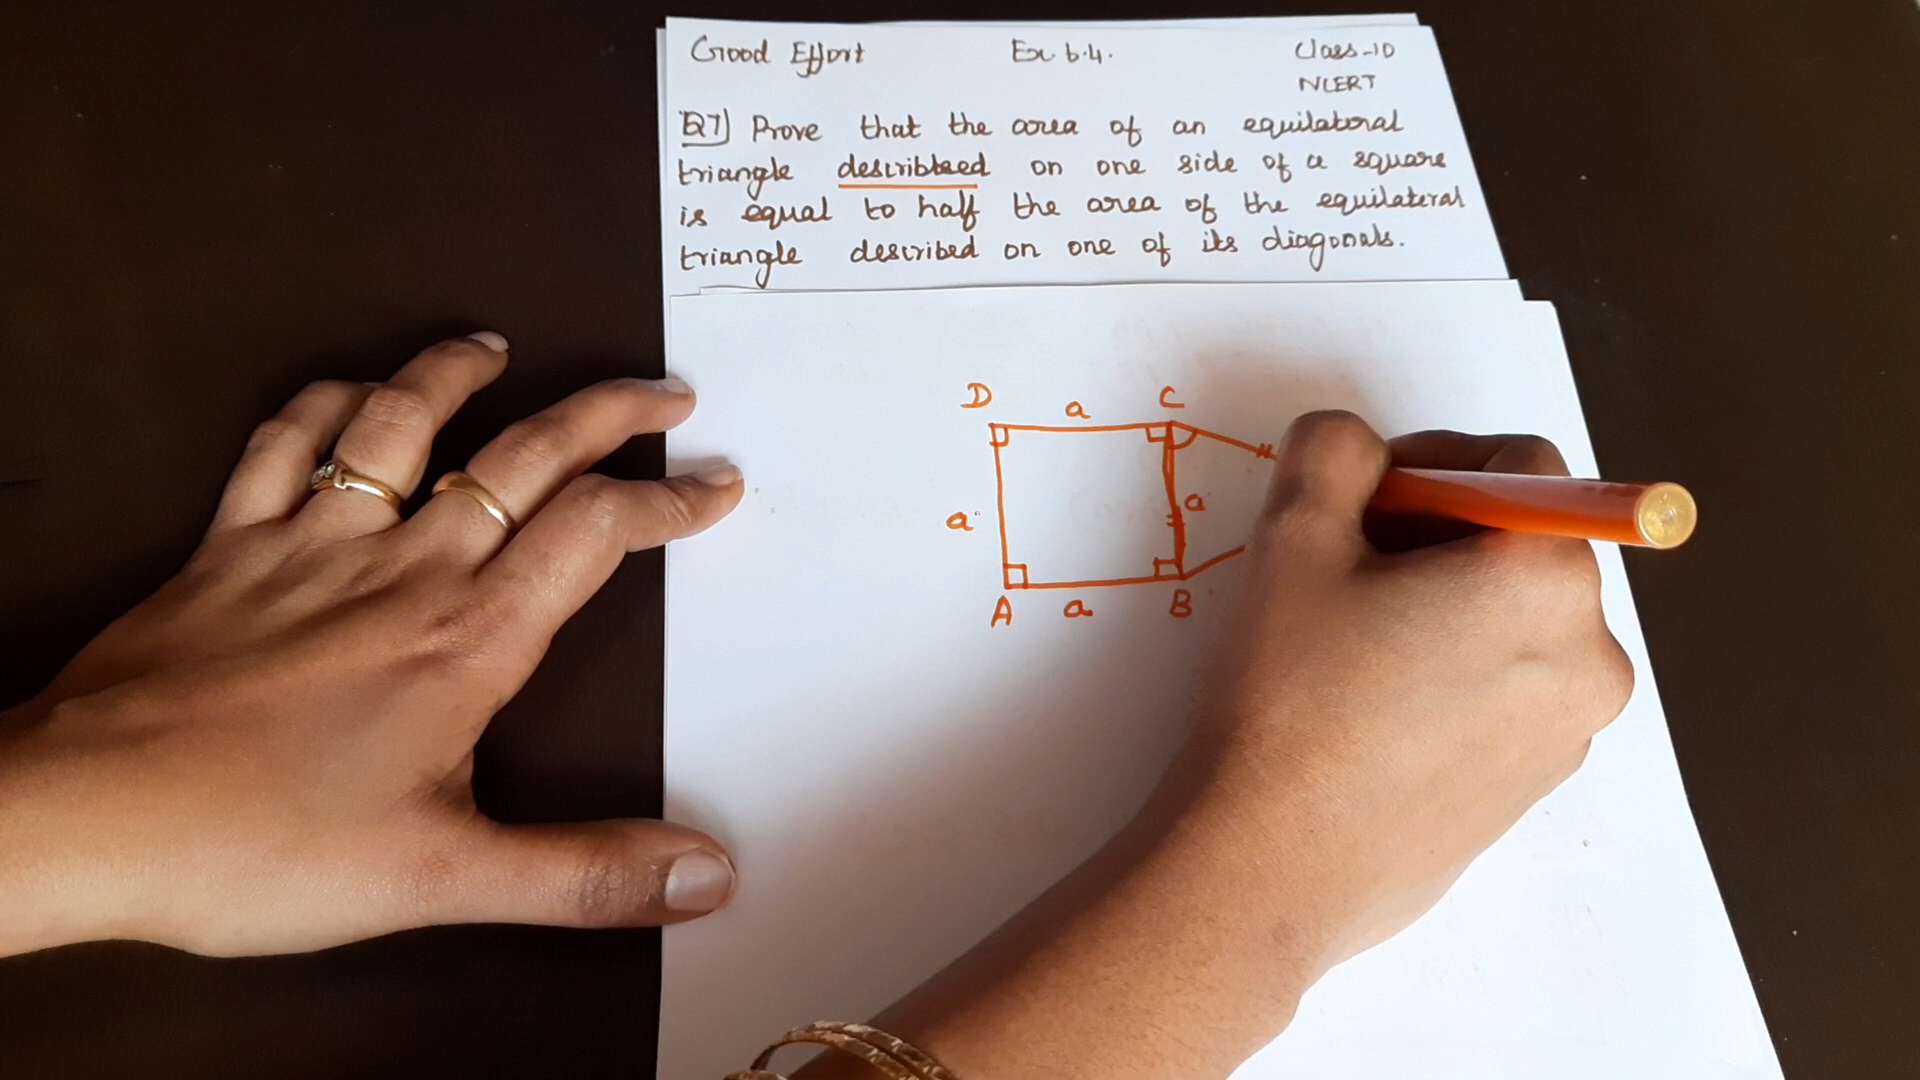 Good Effort Ex 6.4. Class-10
NCERT
Q7) Prove that the area of an equilateral
triangle described on one side of a square
is equal to half the area of the equilateral
triangle described on one of its diagonals.
D a C
a a
A a B